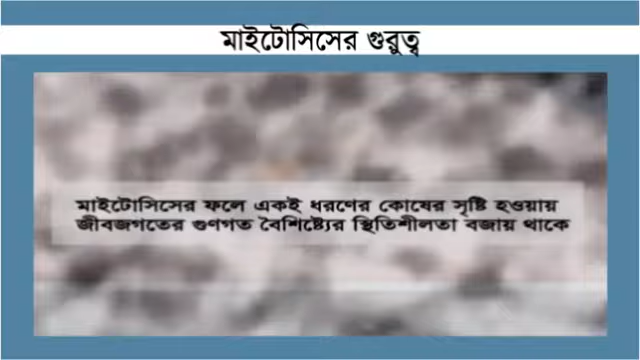 মাইটোসিসের গুরুত্ব
মাইটোসিসের ফলে একই ধরণের কোষের সৃষ্টি হওয়ায়
জীবজগতের গুণগত বৈশিষ্ট্যের স্থিতিশীলতা বজায় থাকে